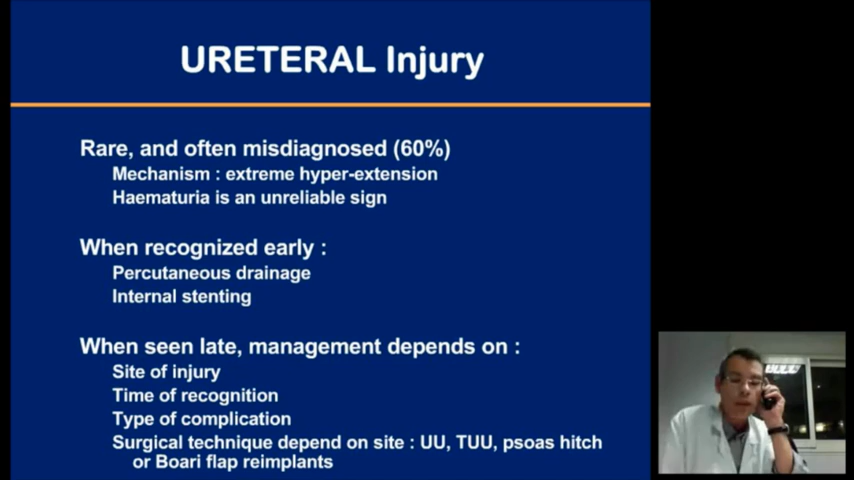 URETERAL Injury
Rare, and often misdiagnosed (60%)
Mechanism : extreme hyper-extension
Haematuria is an unreliable sign
When recognized early :
Percutaneous drainage
Internal stenting
When seen late, management depends on :
Site of injury
Time of recognition
Type of complication
Surgical technique depend on site : UU, TUU, psoas hitch
or Boari flap reimplants